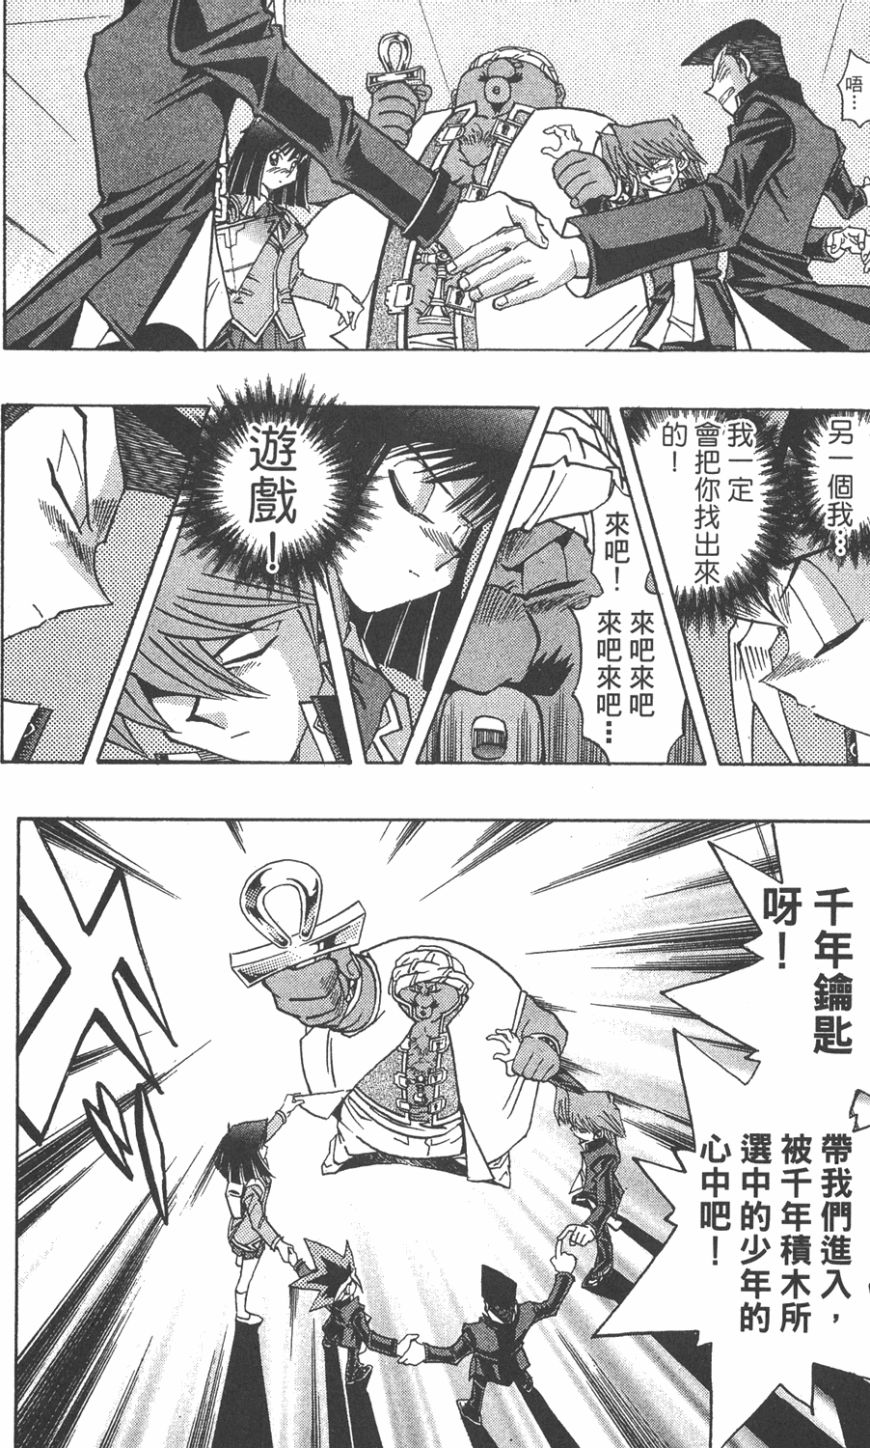 唔⋯
另一個我⋯
我一定
會把你找出來
的！
來吧！來吧來吧
來吧來吧⋯
遊戲！
千年鑰匙
呀！
帶我們進入，
被千年積木所
選中的少年的
心中吧！